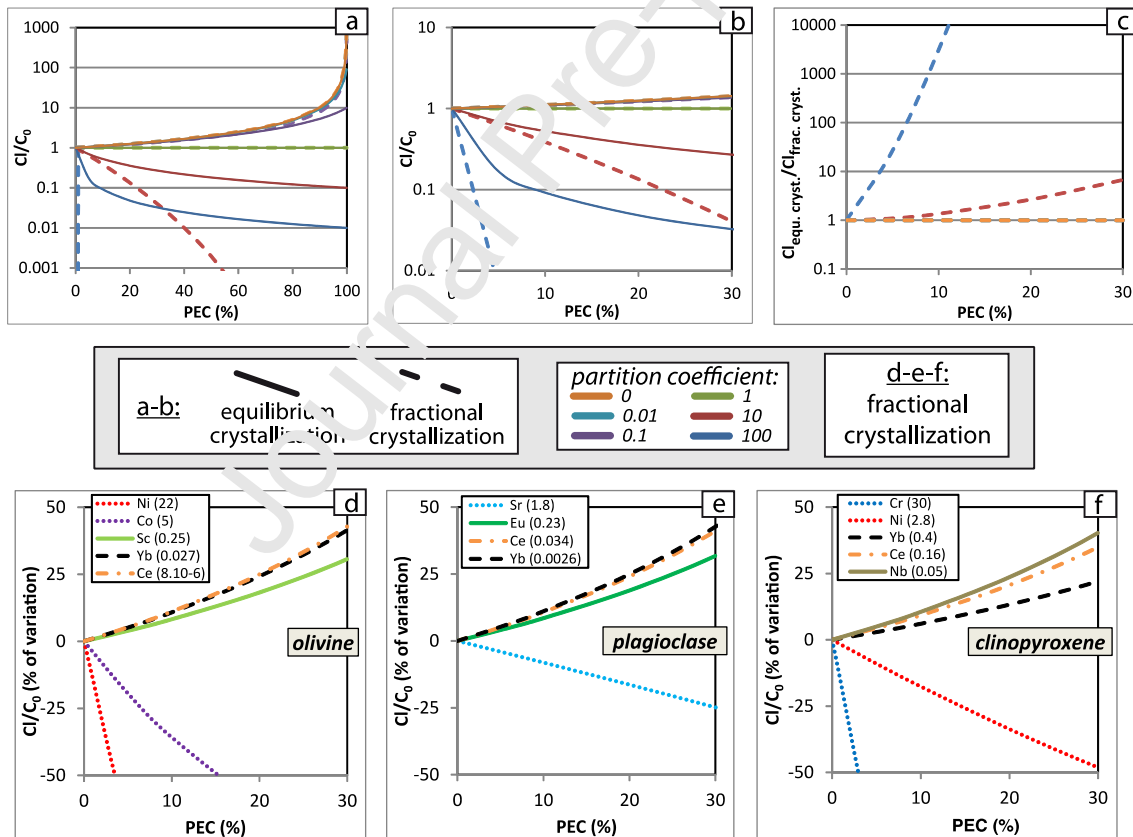 a
1000
100
10
1
0.1
0.01
0.001
Cl/C₀
0 20 40 60 80 100
PEC (%)
b
10
1
0.1
0.01
Cl/C₀
0 10 20 30
PEC (%)
c
10000
1000
100
10
1
0.1
Cl equ. cryst./Cl frac. cryst.
0 10 20 30
PEC (%)
Journal Pre-
a-b:
equilibrium
crystallization
fractional
crystallization
partition coefficient:
0 1
0.01 10
0.1 100
d-e-f:
fractional
crystallization
d
Ni (22)
Co (5)
Sc (0.25)
Yb (0.027)
Ce (8.10-6)
50
25
0
-25
-50
Cl/C₀ (% of variation)
olivine
0 10 20 30
PEC (%)
e
Sr (1.8)
Eu (0.23)
Ce (0.034)
Yb (0.0026)
50
25
0
-25
-50
Cl/C₀ (% of variation)
plagioclase
0 10 20 30
PEC (%)
f
Cr (30)
Ni (2.8)
Yb (0.4)
Ce (0.16)
Nb (0.05)
50
25
0
-25
-50
Cl/C₀ (% of variation)
clinopyroxene
0 10 20 30
PEC (%)